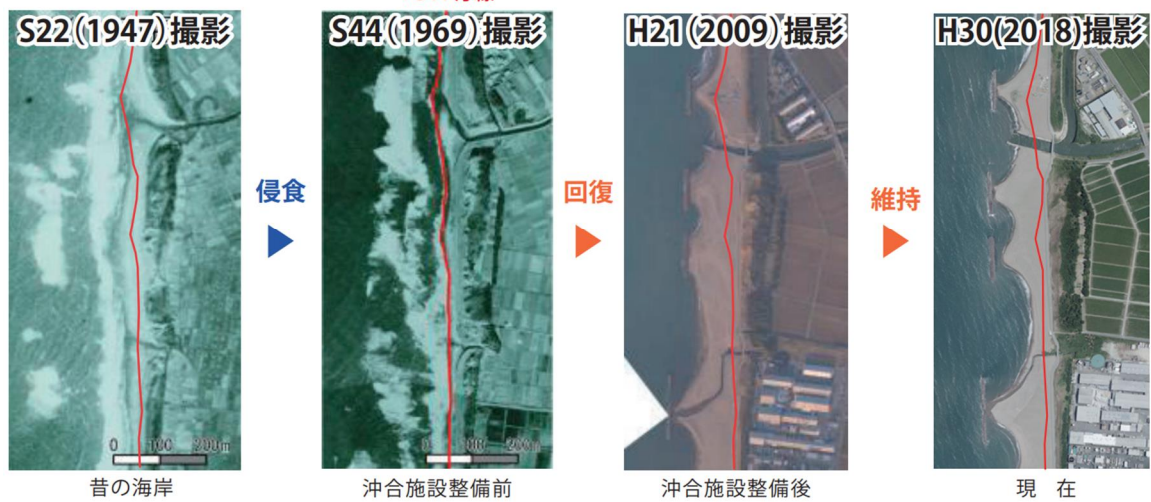 S22(1947)撮影
S44(1969)撮影
H21(2009)撮影
H30(2018)撮影
侵食
回復
維持
0 100 200m
0 100 200m
昔の海岸
沖合施設整備前
沖合施設整備後
現 在